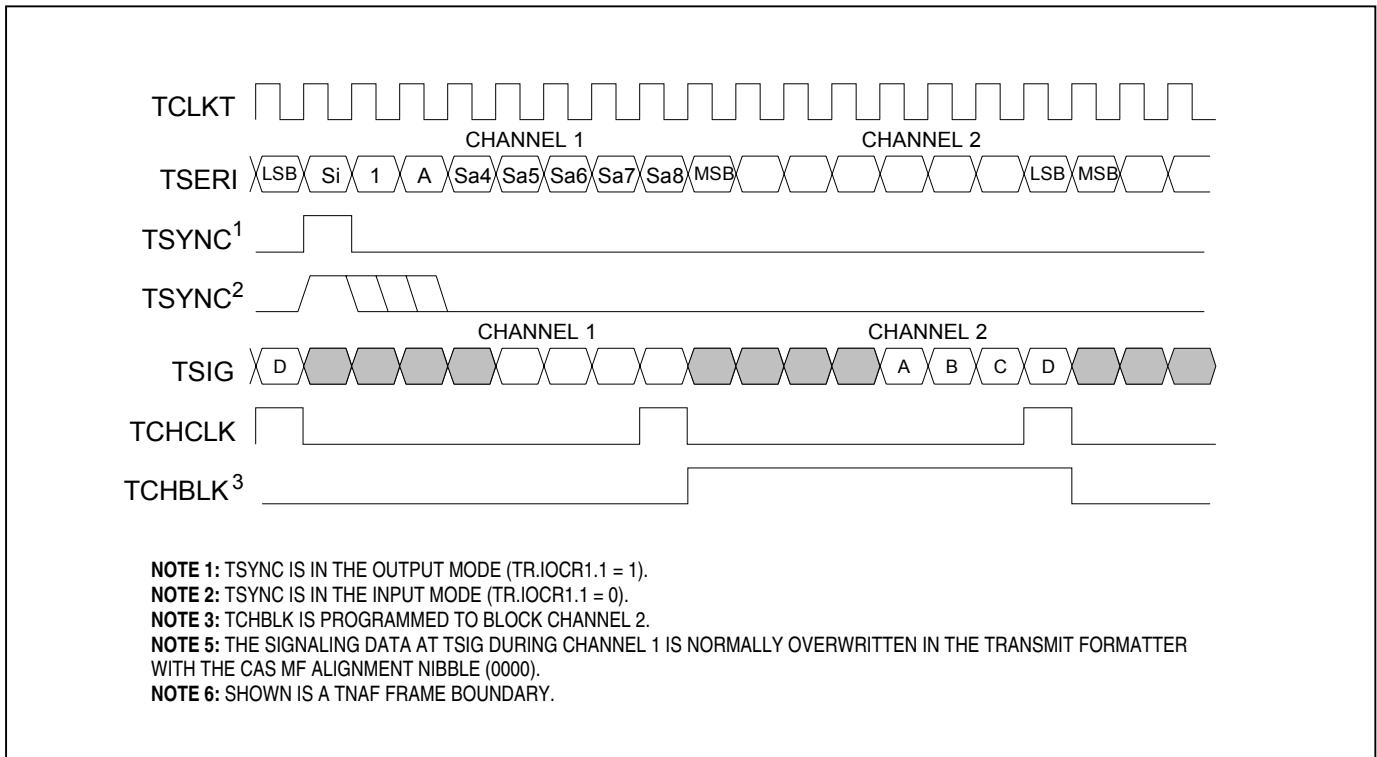 TCLKT
CHANNEL 1 CHANNEL 2
TSERI LSB Si 1 A Sa4 Sa5 Sa6 Sa7 Sa8 MSB LSB MSB
TSYNC1
TSYNC2
CHANNEL 1 CHANNEL 2
TSIG D A B C D
TCHCLK
TCHBLK3
NOTE 1: TSYNC IS IN THE OUTPUT MODE (TR.IOCR1.1 = 1).
NOTE 2: TSYNC IS IN THE INPUT MODE (TR.IOCR1.1 = 0).
NOTE 3: TCHBLK IS PROGRAMMED TO BLOCK CHANNEL 2.
NOTE 5: THE SIGNALING DATA AT TSIG DURING CHANNEL 1 IS NORMALLY OVERWRITTEN IN THE TRANSMIT FORMATTER
WITH THE CAS MF ALIGNMENT NIBBLE (0000).
NOTE 6: SHOWN IS A TNAF FRAME BOUNDARY.